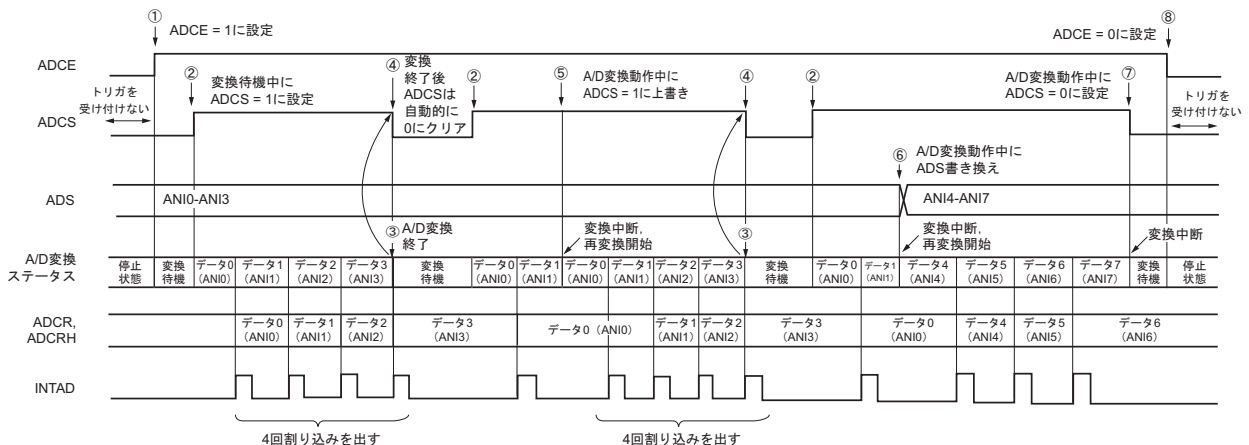 ① ADCE = 1に設定
⑧
ADCE = 0に設定
ADCE
トリガを
受け付けない
② 変換待機中に
ADCS = 1に設定
④ 変換
終了後
ADCSは
自動的に
0にクリア
②
⑤ A/D変換動作中に
ADCS = 1に上書き
④
②
A/D変換動作中に ⑦
ADCS = 0に設定
トリガを
受け付けない
ADCS
⑥ A/D変換動作中に
ADS書き換え
ADS
ANI0-ANI3
ANI4-ANI7
③ A/D変換
終了
変換中断,
再変換開始
③
変換中断,
再変換開始
変換中断
A/D変換
ステータス
停止
状態
変換
待機
データ0
(ANI0)
データ1
(ANI1)
データ2
(ANI2)
データ3
(ANI3)
変換
待機
データ0
(ANI0)
データ1
(ANI1)
データ0
(ANI0)
データ1
(ANI1)
データ2
(ANI2)
データ3
(ANI3)
変換
待機
データ0
(ANI0)
データ1
(ANI1)
データ4
(ANI4)
データ5
(ANI5)
データ6
(ANI6)
データ7
(ANI7)
変換
待機
停止
状態
ADCR,
ADCRH
データ0
(ANI0)
データ1
(ANI1)
データ2
(ANI2)
データ3
(ANI3)
データ0 (ANI0)
データ1
(ANI1)
データ2
(ANI2)
データ3
(ANI3)
データ0
(ANI0)
データ4
(ANI4)
データ5
(ANI5)
データ6
(ANI6)
INTAD
4回割り込みを出す
4回割り込みを出す